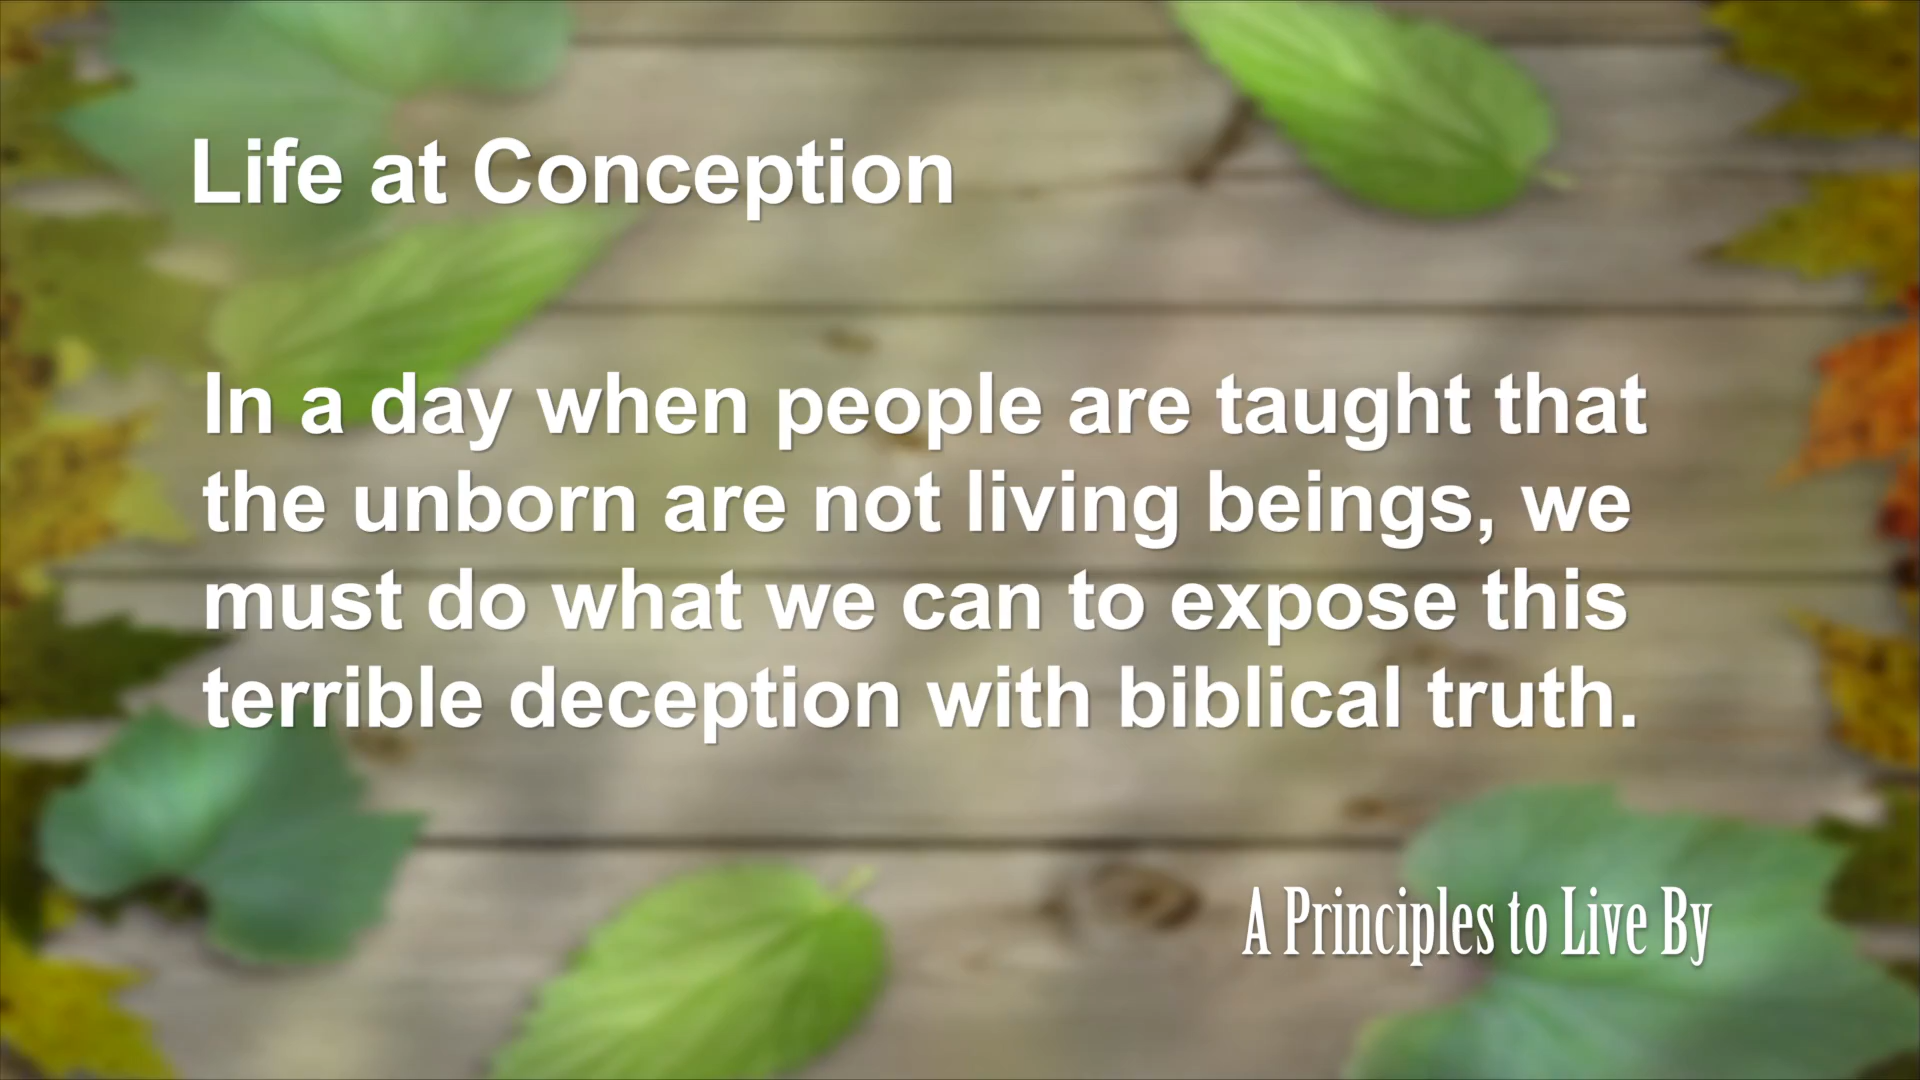 Life at Conception
In a day when people are taught that
the unborn are not living beings, we
must do what we can to expose this
terrible deception with biblical truth.
A Principles to Live By